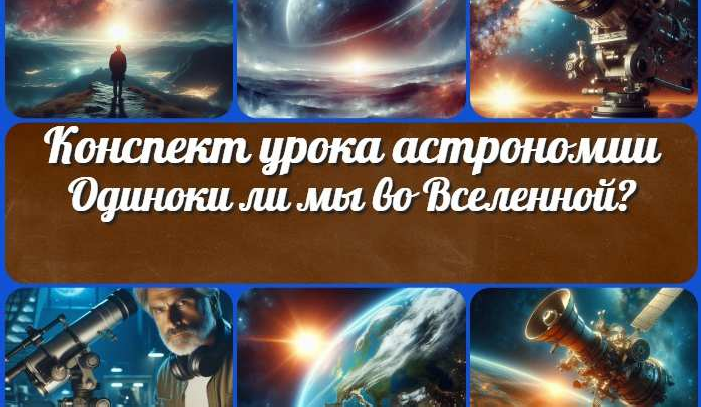 Конспект урока астрономии
Одиноки ли мы во Вселенной?